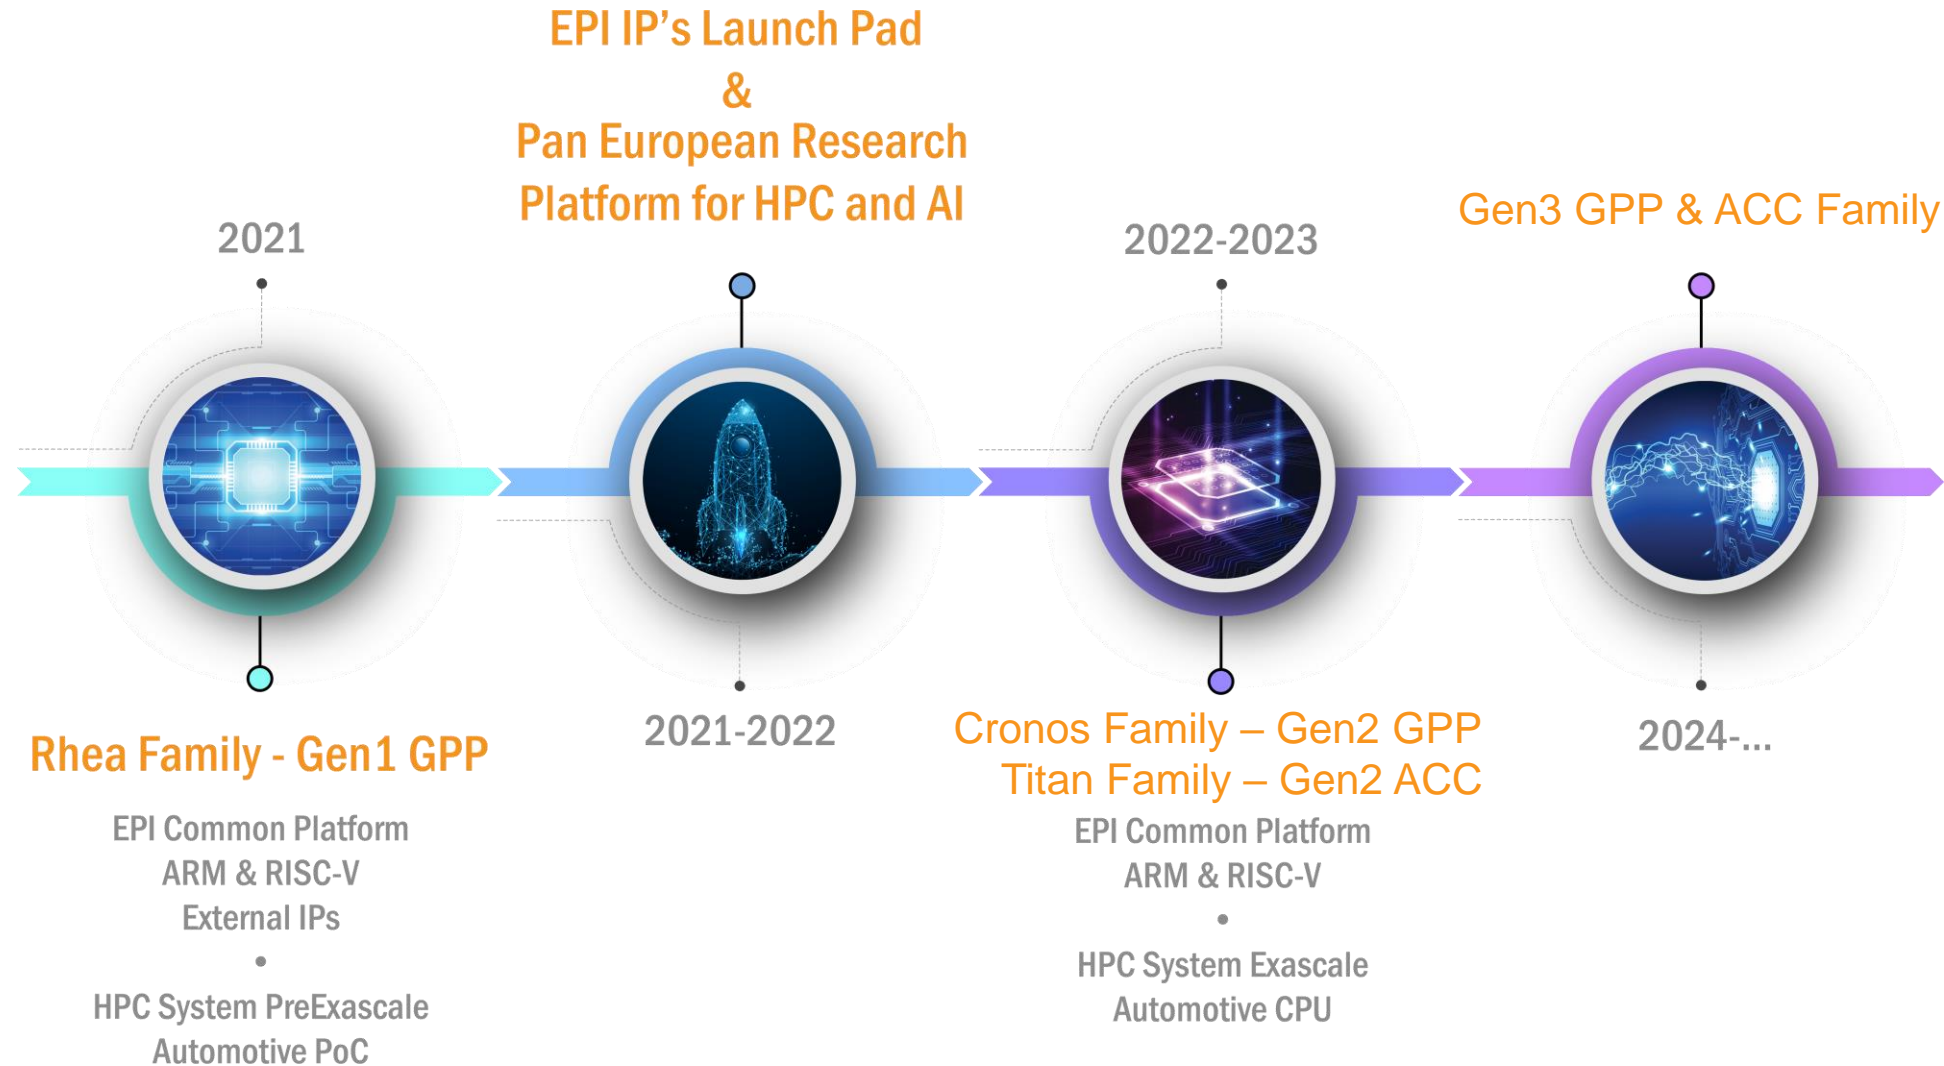 2021
Rhea Family - Gen1 GPP
EPI Common Platform
ARM & RISC-V
External IPs
•
HPC System PreExascale
Automotive PoC
EPI IP’s Launch Pad
&
Pan European Research
Platform for HPC and AI
2021-2022
2022-2023
Cronos Family – Gen2 GPP
Titan Family – Gen2 ACC
EPI Common Platform
ARM & RISC-V
•
HPC System Exascale
Automotive CPU
Gen3 GPP & ACC Family
2024-...